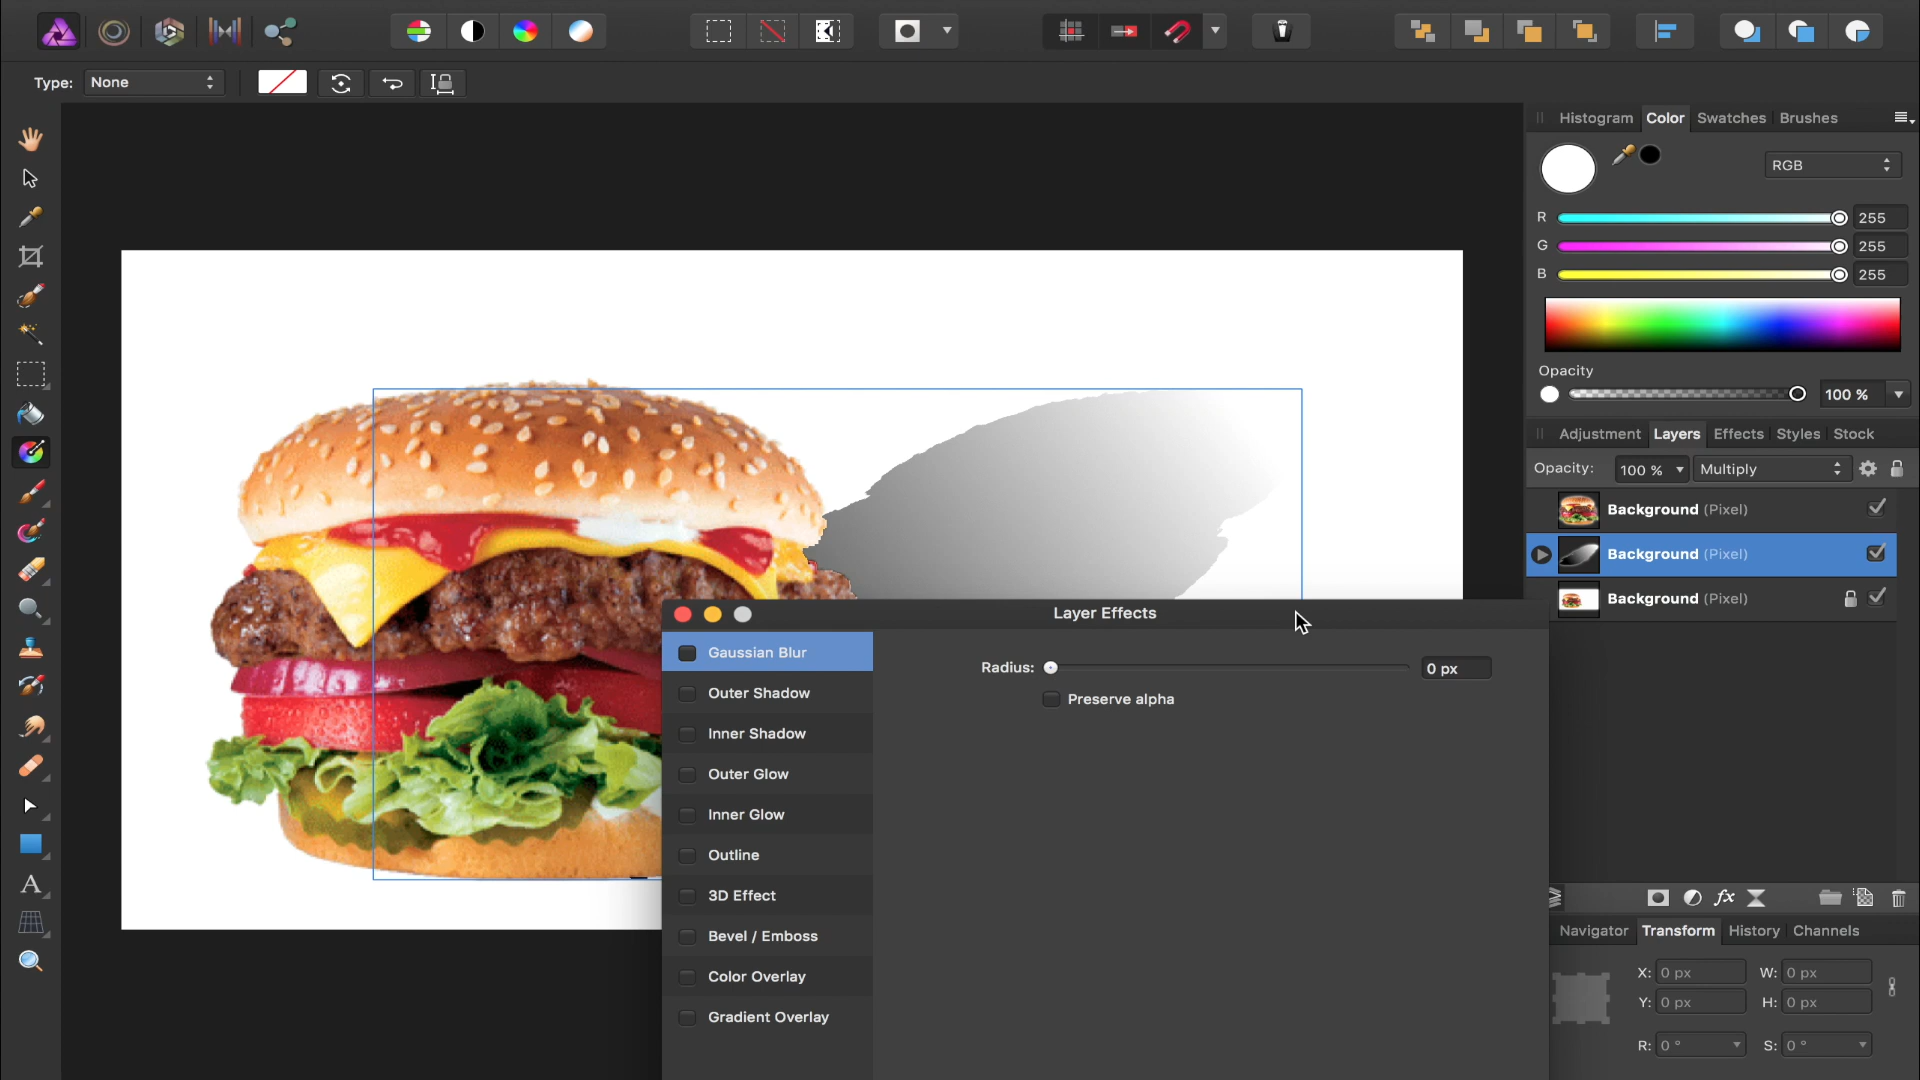 Type: None
Histogram Color Swatches Brushes
RGB
R 255
G 255
B 255
Opacity
100 %
Adjustment Layers Effects Styles Stock
Opacity: 100 % Multiply
Background (Pixel)
Background (Pixel)
Background (Pixel)
Layer Effects
Gaussian Blur
Outer Shadow
Inner Shadow
Outer Glow
Inner Glow
Outline
3D Effect
Bevel / Emboss
Color Overlay
Gradient Overlay
Radius: 0 px
Preserve alpha
fx
Navigator Transform History Channels
X: 0 px W: 0 px
Y: 0 px H: 0 px
R: 0 ° S: 0 °